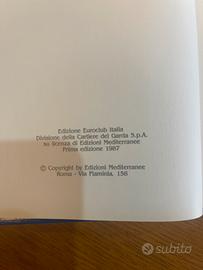 Edizione Euroclub Italia
Divisione della Cartiere del Garda S.p.A.
su licenza di Edizioni Mediterranee
Prima edizione 1987
© Copyright by Edizioni Mediterranee
Roma - Via Flaminia, 158
subito